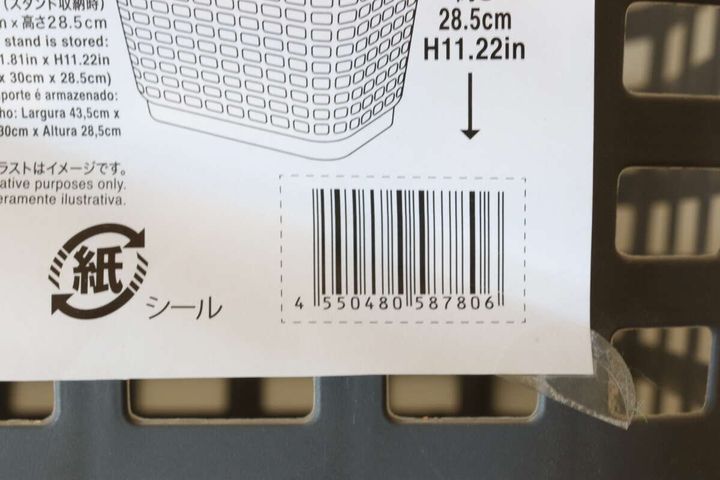 (スタンド収納時)
m x 高さ28.5cm
stand is stored:
1.81in x H11.22in
x 30cm x 28.5cm)
porte é armazenado:
ho: Largura 43,5cm x
30cm x Altura 28,5cm
ラストはイメージです。
ative purposes only.
eramente ilustrativa.
28.5cm
H11.22in
紙
シール
4 550480 587806